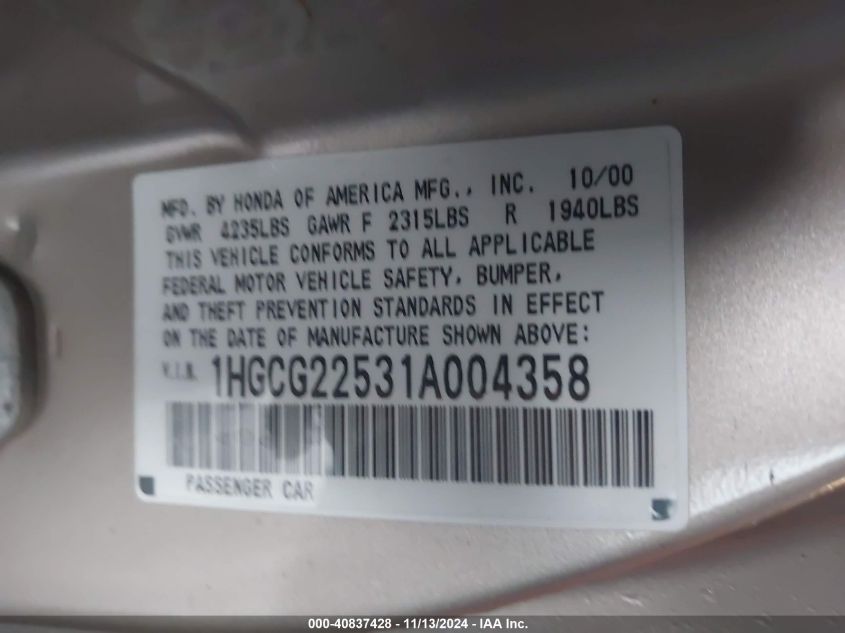 MFD. BY HONDA OF AMERICA MFG., INC. 10/00
GVWR 4235LBS GAWR F 2315LBS R 1940LBS
THIS VEHICLE CONFORMS TO ALL APPLICABLE
FEDERAL MOTOR VEHICLE SAFETY, BUMPER,
AND THEFT PREVENTION STANDARDS IN EFFECT
ON THE DATE OF MANUFACTURE SHOWN ABOVE:
V.I.N. 1HGCG22531A004358
PASSENGER CAR
000-40837428 - 11/13/2024 - IAA Inc.